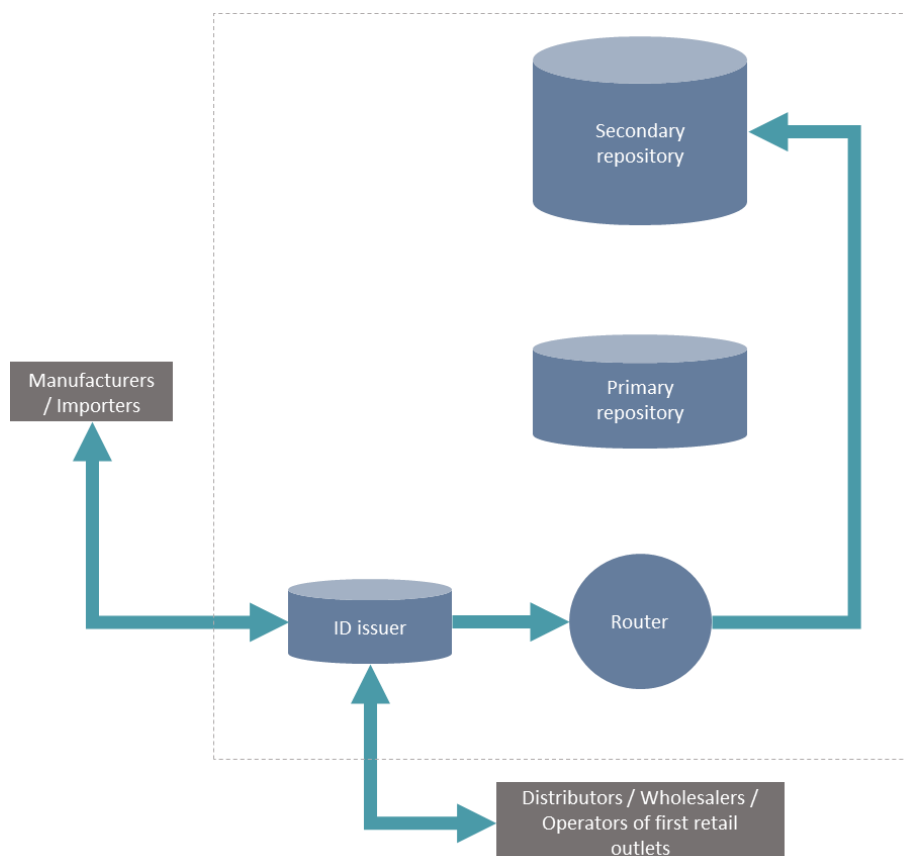 Secondary
repository
Manufacturers
/ Importers
Primary
repository
ID issuer
Router
Distributors / Wholesalers /
Operators of first retail
outlets